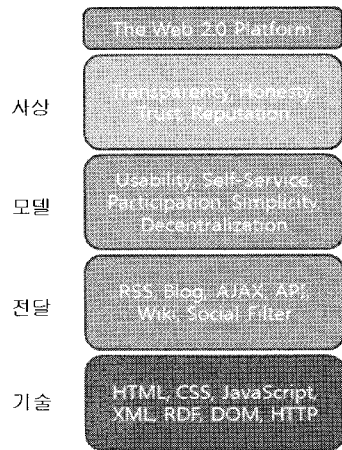 The Web 2.0 Platform
사상
Transparency, Honesty,
Trust, Reputation
모델
Usability, Self-Service,
Participation, Simplicity,
Decentralization
전달
RSS, Blog, AJAX, API,
Wiki, Social Filter
기술
HTML, CSS, JavaScript,
XML, RDF, DOM, HTTP